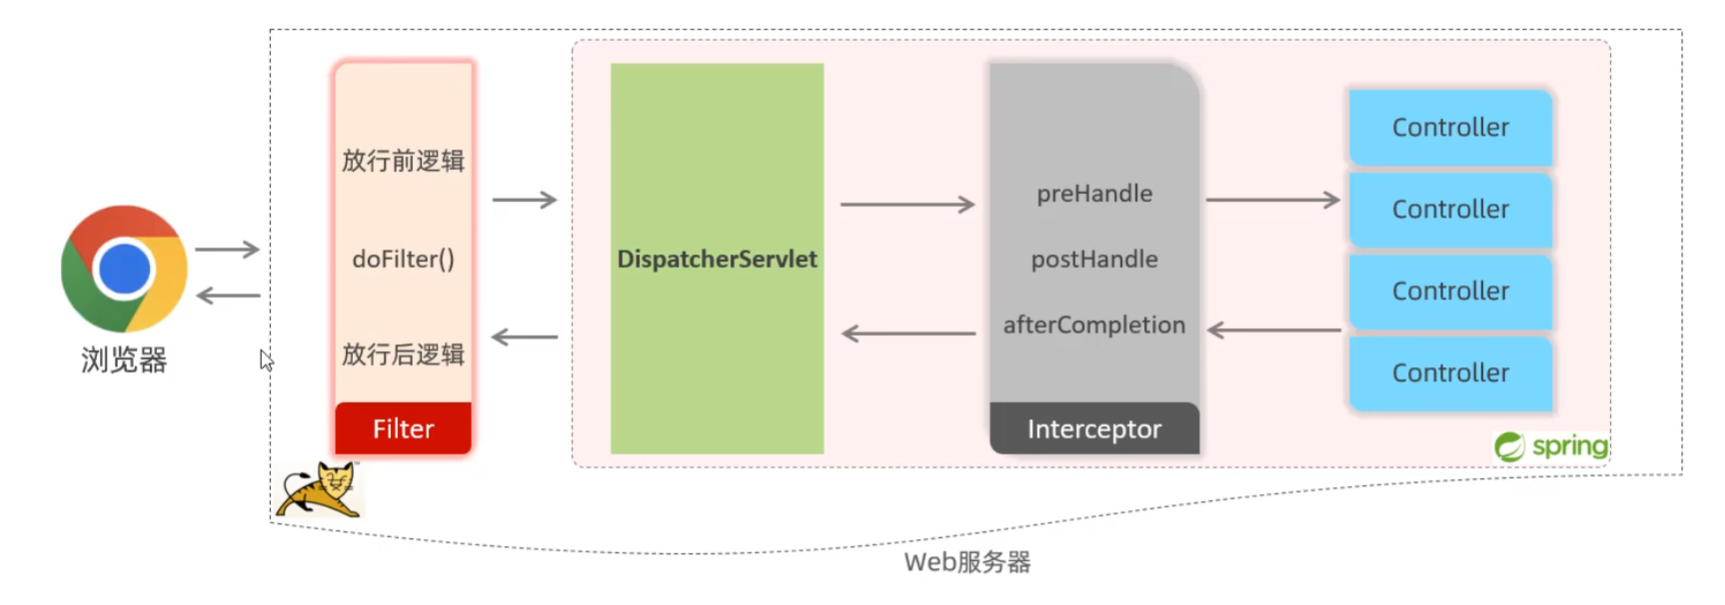 浏览器
放行前逻辑
doFilter()
放行后逻辑
Filter
DispatcherServlet
preHandle
postHandle
afterCompletion
Interceptor
Controller
Controller
Controller
Controller
spring
Web服务器